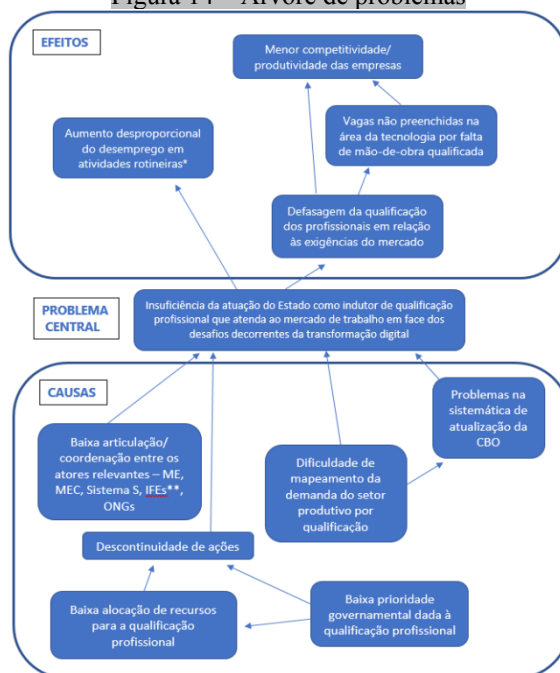 Figura 14 – Árvore de problemas
EFEITOS
Menor competitividade/
produtividade das empresas
Aumento desproporcional
do desemprego em
atividades rotineiras*
Vagas não preenchidas na
área da tecnologia por falta
de mão-de-obra qualificada
Defasagem da qualificação
dos profissionais em relação
às exigências do mercado
PROBLEMA
CENTRAL
Insuficiência da atuação do Estado como indutor de qualificação
profissional que atenda ao mercado de trabalho em face dos
desafios decorrentes da transformação digital
CAUSAS
Problemas na
sistemática de
atualização da
CBO
Baixa articulação/
coordenação entre os
atores relevantes – ME,
MEC, Sistema S, IFEs**,
ONGs
Dificuldade de
mapeamento da
demanda do setor
produtivo por
qualificação
Descontinuidade de ações
Baixa alocação de recursos
para a qualificação
profissional
Baixa prioridade
governamental dada à
qualificação profissional